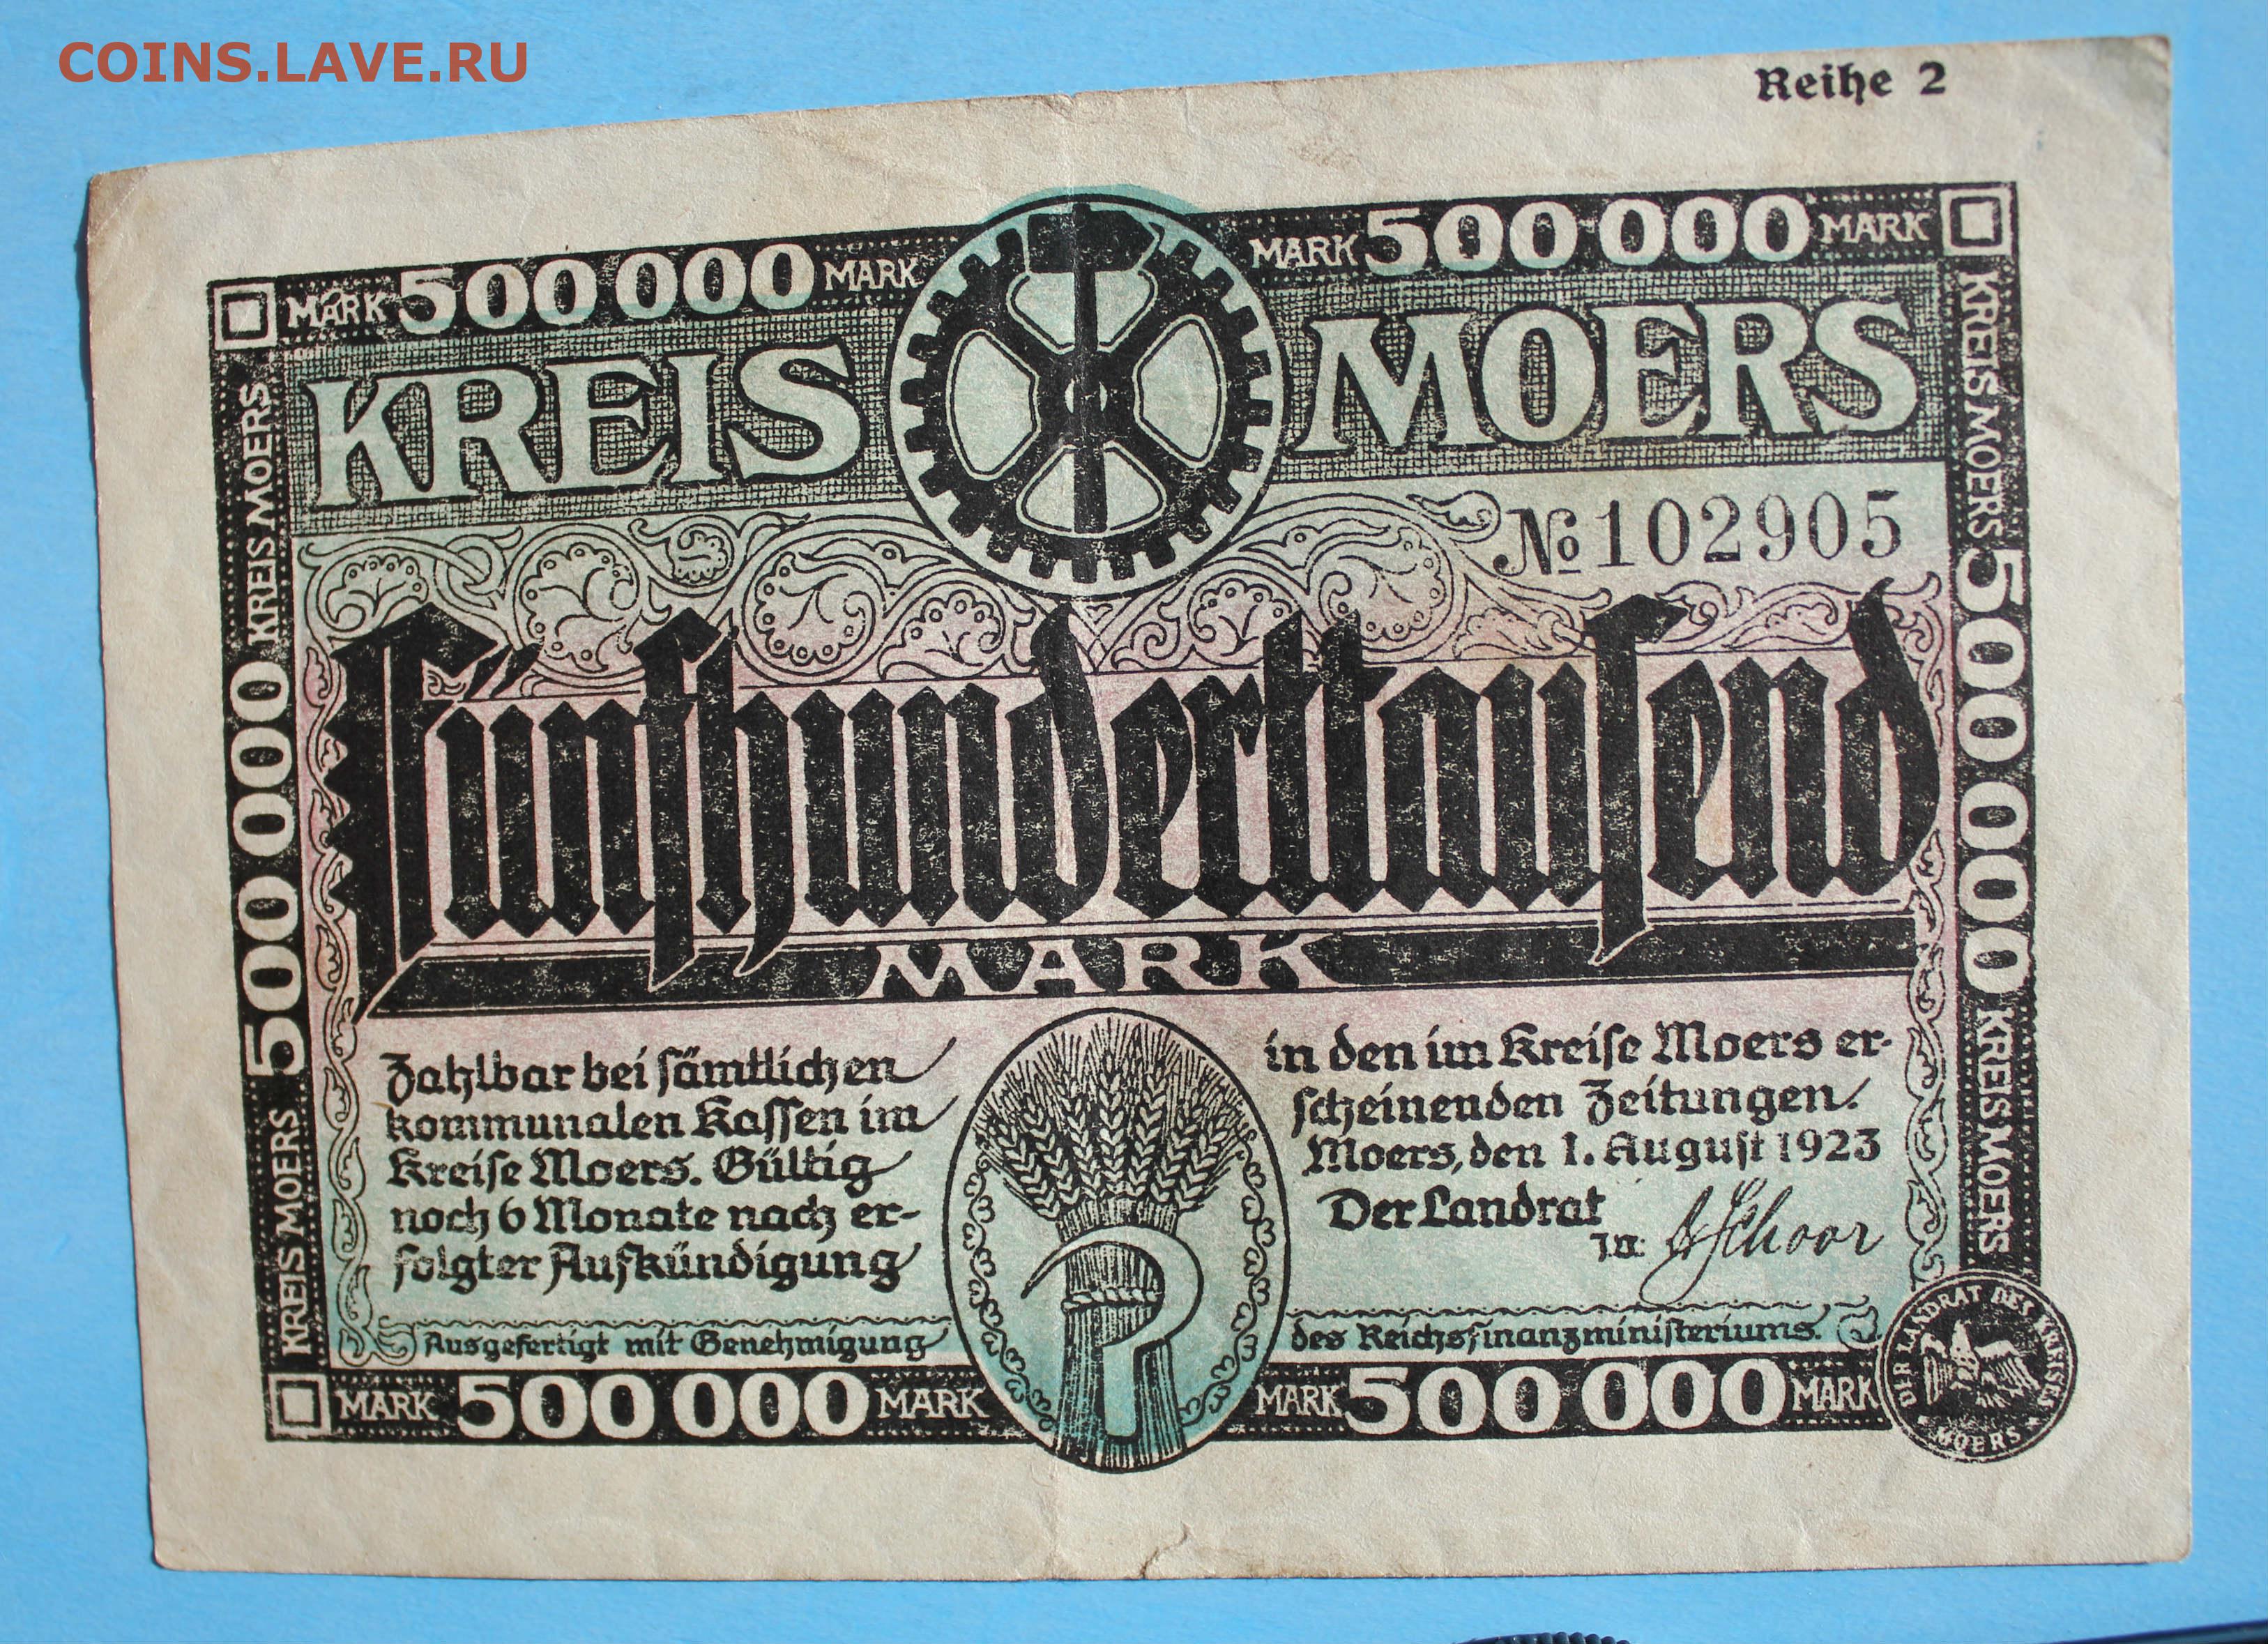 COINS.LAVE.RU
Reihe 2
MARK 500 000 MARK
MARK 500 000 MARK
KREIS MOERS
№ 102905
Fünfhunderttausend
MARK
Zahlbar bei sämtlichen
kommunalen Kassen im
Kreise Moers. Gültig
noch 6 Monate nach er-
folgter Aufkündigung
in den im Kreise Moers er-
scheinenden Zeitungen.
Moers, den 1. August 1923
Der Landrat
I.V. Schoor
Ausgefertigt mit Genehmigung
des Reichsfinanzministeriums.
MARK 500 000 MARK
MARK 500 000 MARK
KREIS MOERS 500 000 KREIS MOERS
KREIS MOERS 500 000 KREIS MOERS
DER LANDRAT DES KREISES
MOERS